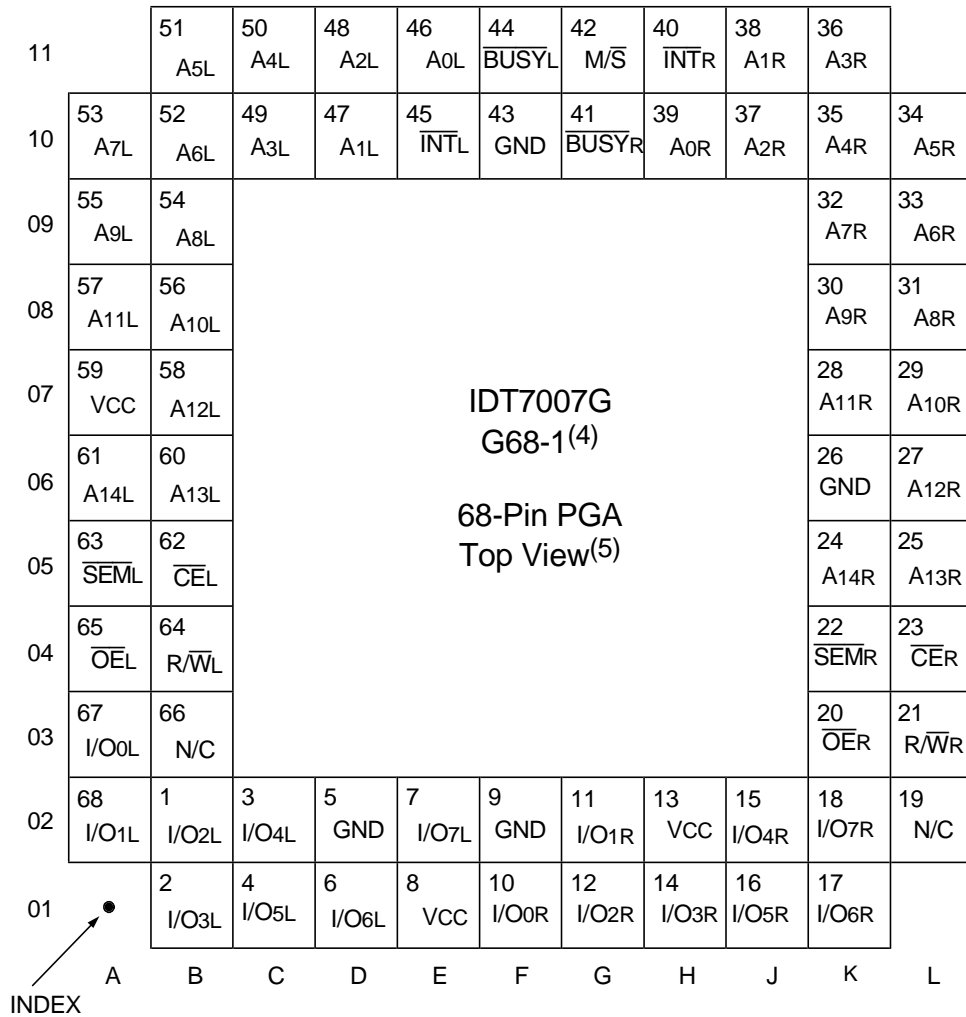 11 51 A5L 50 A4L 48 A2L 46 A0L 44 BUSYL 42 M/S 40 INTR 38 A1R 36 A3R
10 53 A7L 52 A6L 49 A3L 47 A1L 45 INTL 43 GND 41 BUSYR 39 A0R 37 A2R 35 A4R 34 A5R
09 55 A9L 54 A8L 32 A7R 33 A6R
08 57 A11L 56 A10L 30 A9R 31 A8R
07 59 VCC 58 A12L 28 A11R 29 A10R
IDT7007G
G68-1(4)
06 61 A14L 60 A13L 26 GND 27 A12R
68-Pin PGA
Top View(5)
05 63 SEML 62 CEL 24 A14R 25 A13R
04 65 OEL 64 R/WL 22 SEMR 23 CER
03 67 I/O0L 66 N/C 20 OER 21 R/WR
02 68 I/O1L 1 I/O2L 3 I/O4L 5 GND 7 I/O7L 9 GND 11 I/O1R 13 VCC 15 I/O4R 18 I/O7R 19 N/C
01 2 I/O3L 4 I/O5L 6 I/O6L 8 VCC 10 I/O0R 12 I/O2R 14 I/O3R 16 I/O5R 17 I/O6R
A B C D E F G H J K L
INDEX